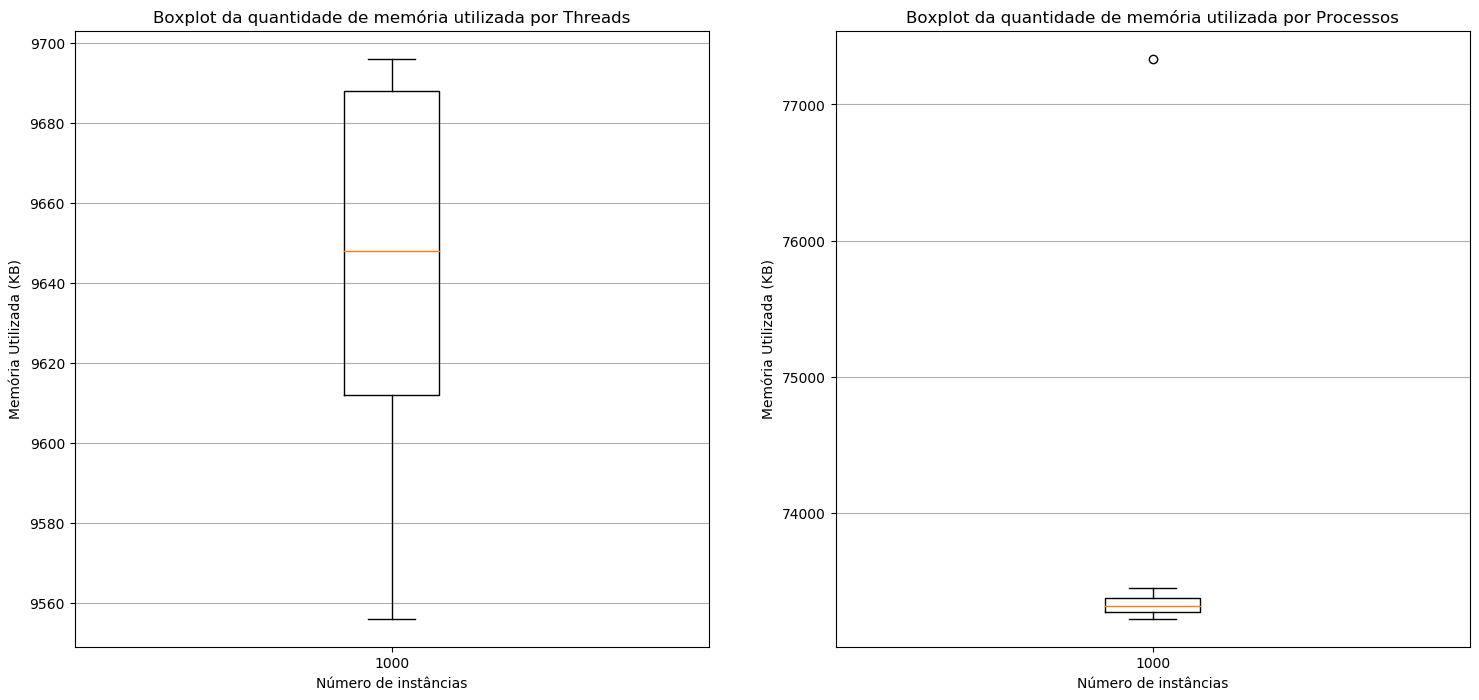 Boxplot da quantidade de memória utilizada por Threads
9700
9680
9660
9640
9620
9600
9580
9560
Memória Utilizada (KB)
1000
Número de instâncias
Boxplot da quantidade de memória utilizada por Processos
77000
76000
75000
74000
Memória Utilizada (KB)
1000
Número de instâncias